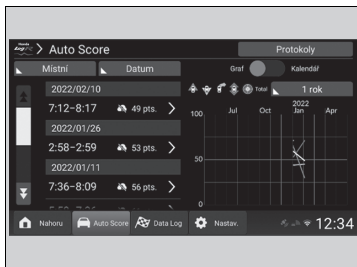 Honda LogR > Auto Score
Protokoly
Místní
Datum
Graf
Kalendář
2022/02/10
7:12-8:17 49 pts. >
2022/01/26
2:58-2:59 53 pts. >
2022/01/11
7:36-8:09 56 pts. >
Total
1 rok
2022
Jul Oct Jan Apr
100
50
0
Nahoru
Auto Score
Data Log
Nastav.
12:34